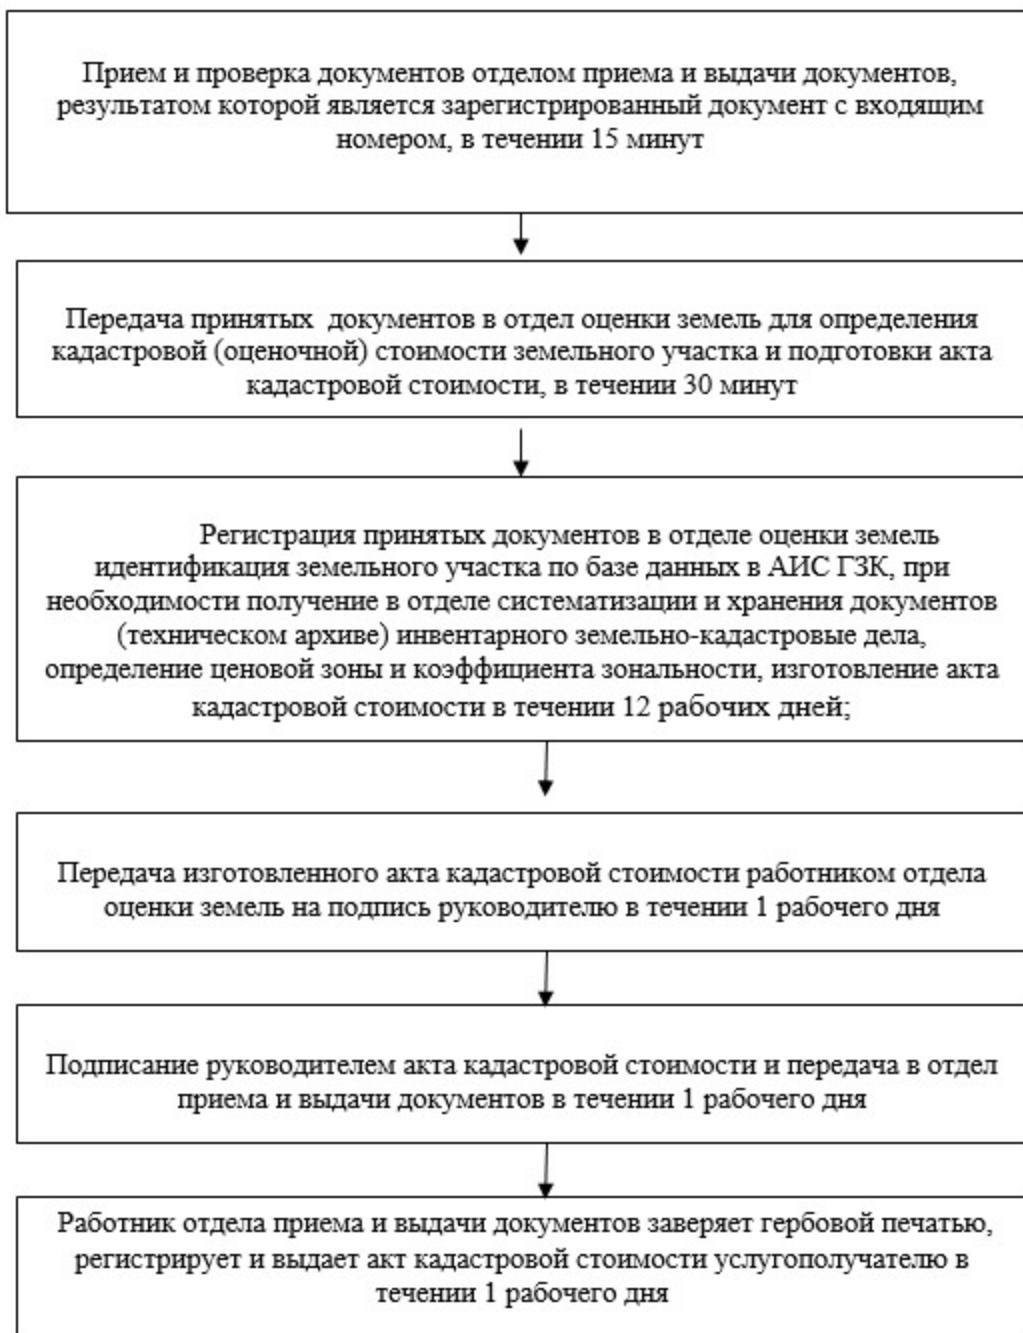 Прием и проверка документов отделом приема и выдачи документов,
результатом которой является зарегистрированный документ с входящим
номером, в течении 15 минут
Передача принятых документов в отдел оценки земель для определения
кадастровой (оценочной) стоимости земельного участка и подготовки акта
кадастровой стоимости, в течении 30 минут
Регистрация принятых документов в отделе оценки земель
идентификация земельного участка по базе данных в АИС ГЗК, при
необходимости получение в отделе систематизации и хранения документов
(техническом архиве) инвентарного земельно-кадастровые дела,
определение ценовой зоны и коэффициента зональности, изготовление акта
кадастровой стоимости в течении 12 рабочих дней;
Передача изготовленного акта кадастровой стоимости работником отдела
оценки земель на подпись руководителю в течении 1 рабочего дня
Подписание руководителем акта кадастровой стоимости и передача в отдел
приема и выдачи документов в течении 1 рабочего дня
Работник отдела приема и выдачи документов заверяет гербовой печатью,
регистрирует и выдает акт кадастровой стоимости услугополучателю в
течении 1 рабочего дня